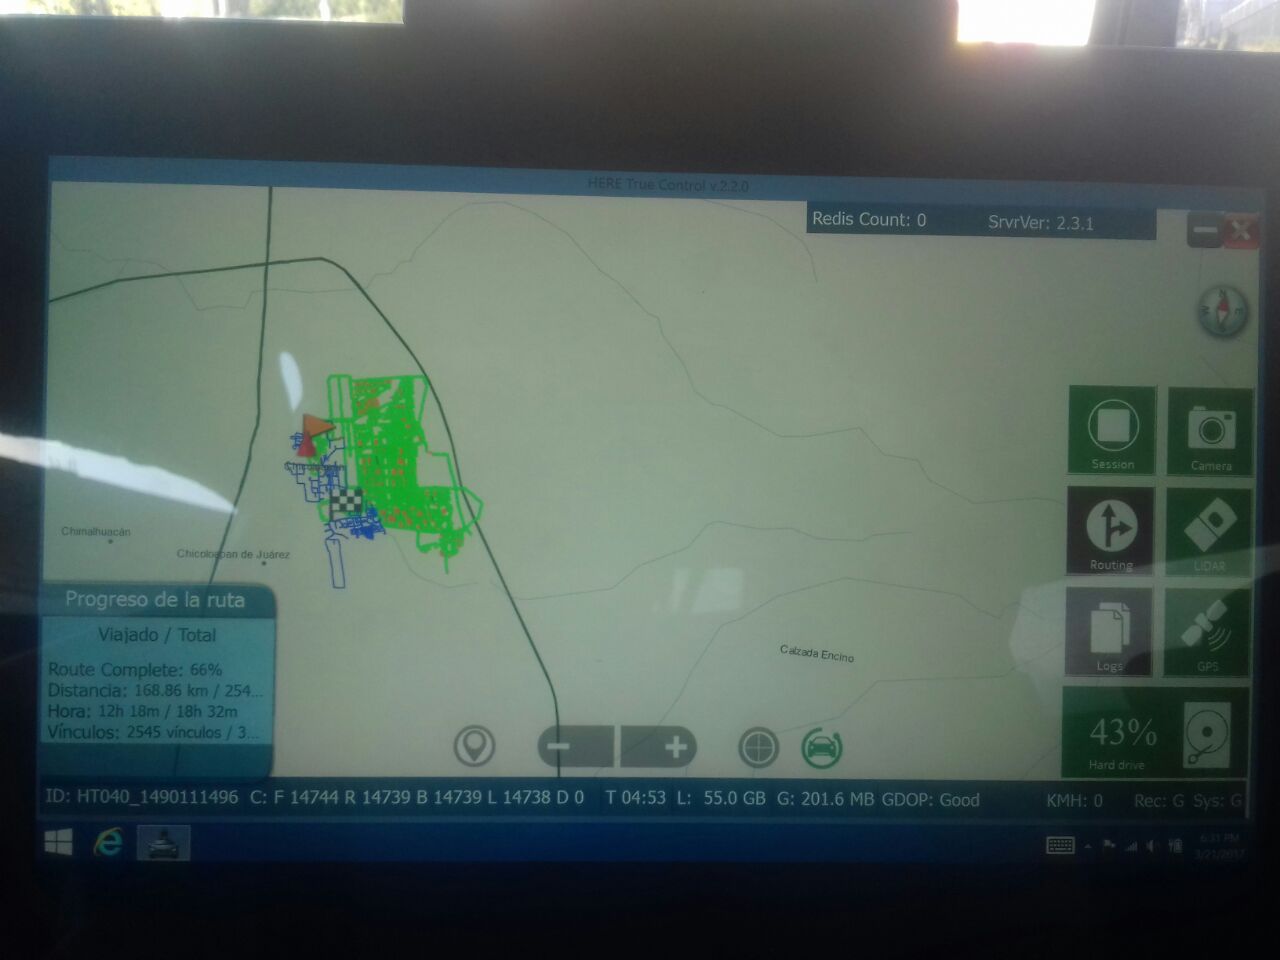 HERE True Control v.2.2.0
Redis Count: 0 SrvrVer: 2.3.1
N
W E
Session Camera
Chimalhuacán
Chicoloapan de Juárez
Routing LiDAR
Progreso de la ruta
Viajado / Total
Route Complete: 66%
Distancia: 168.86 km / 254...
Hora: 12h 18m / 18h 32m
Vínculos: 2545 vínculos / 3...
Calzada Encino
Logs GPS
43%
Hard drive
ID: HT040_1490111496 C: F 14744 R 14739 B 14739 L 14738 D 0 T 04:53 L: 55.0 GB G: 201.6 MB GDOP: Good KMH: 0 Rec: G Sys: G
6:31 PM
3/21/2017